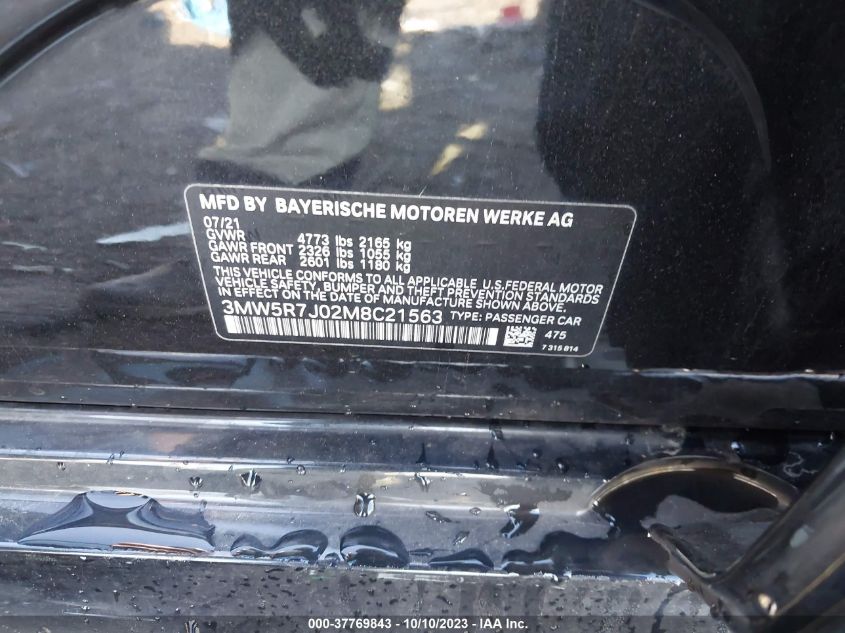 MFD BY BAYERISCHE MOTOREN WERKE AG
07/21
GVWR 4773 lbs 2165 kg
GAWR FRONT 2326 lbs 1055 kg
GAWR REAR 2601 lbs 1180 kg
THIS VEHICLE CONFORMS TO ALL APPLICABLE U.S.FEDERAL MOTOR
VEHICLE SAFETY, BUMPER AND THEFT PREVENTION STANDARDS
IN EFFECT ON THE DATE OF MANUFACTURE SHOWN ABOVE.
3MW5R7J02M8C21563 TYPE: PASSENGER CAR
475
7 315 814
000-37769843 - 10/10/2023 - IAA Inc.